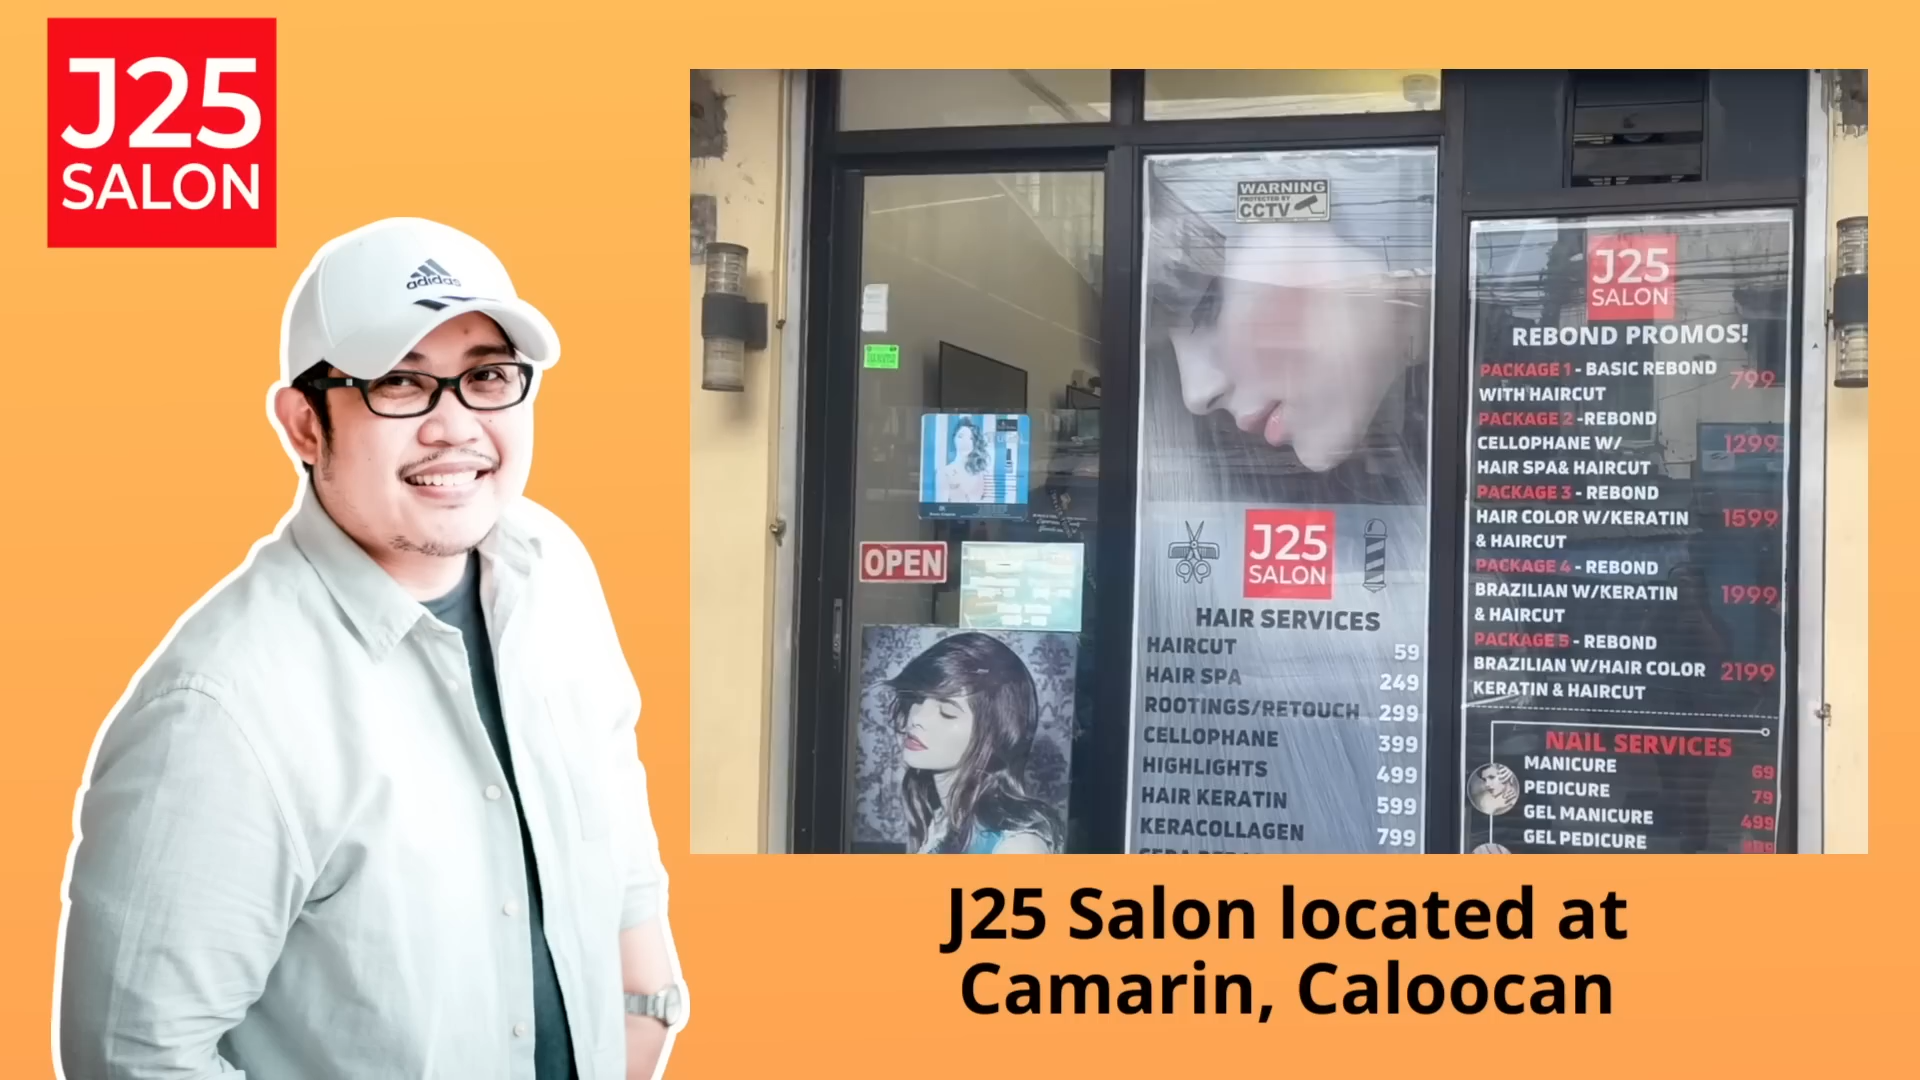 J25
SALON
adidas
WARNING
PROTECTED BY
CCTV
OPEN
J25
SALON
HAIR SERVICES
HAIRCUT 59
HAIR SPA 249
ROOTINGS/RETOUCH 299
CELLOPHANE 399
HIGHLIGHTS 499
HAIR KERATIN 599
KERACOLLAGEN 799
J25
SALON
REBOND PROMOS!
PACKAGE 1 - BASIC REBOND
WITH HAIRCUT 799
PACKAGE 2 -REBOND
CELLOPHANE W/ 1299
HAIR SPA& HAIRCUT
PACKAGE 3 - REBOND
HAIR COLOR W/KERATIN 1599
& HAIRCUT
PACKAGE 4 - REBOND
BRAZILIAN W/KERATIN 1999
& HAIRCUT
PACKAGE 5 - REBOND
BRAZILIAN W/HAIR COLOR 2199
KERATIN & HAIRCUT
NAIL SERVICES
MANICURE 69
PEDICURE 79
GEL MANICURE 499
GEL PEDICURE
J25 Salon located at
Camarin, Caloocan